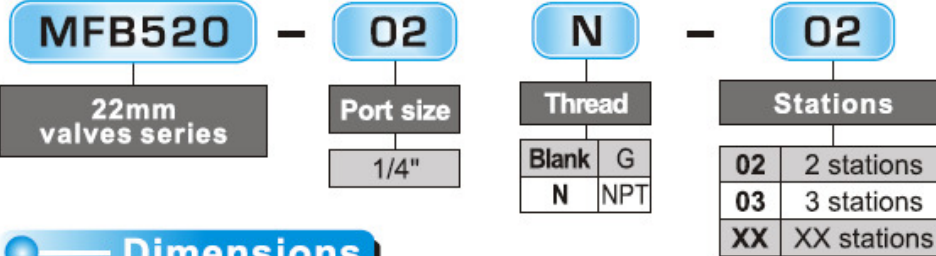 MFB520 - 02 N - 02
22mm
valves series
Port size
Thread
Stations
1/4"
Blank G
N NPT
02 2 stations
03 3 stations
XX XX stations
Dimensions